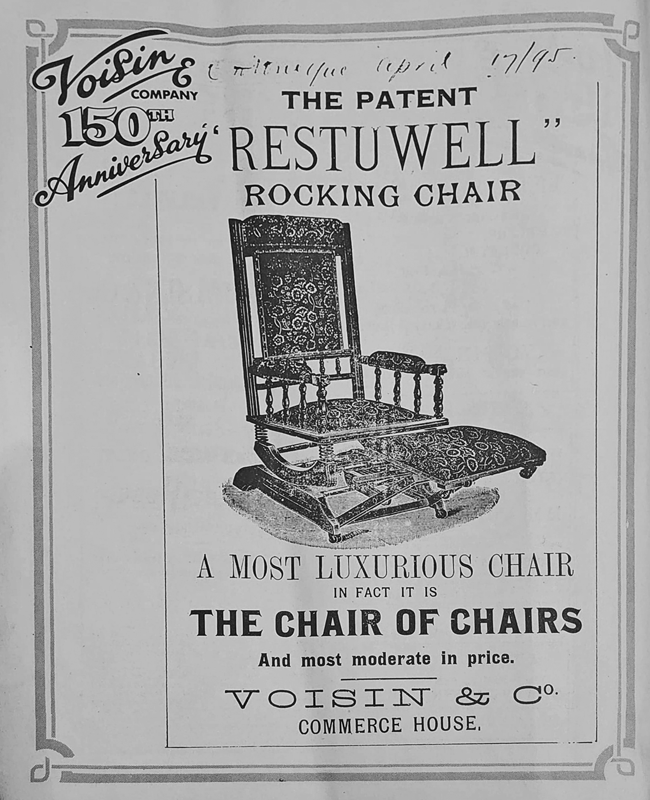 Voisin &
COMPANY
150TH
Anniversary
april 17/95.
THE PATENT
"RESTUWELL"
ROCKING CHAIR
A MOST LUXURIOUS CHAIR
IN FACT IT IS
THE CHAIR OF CHAIRS
And most moderate in price.
VOISIN & Co.
COMMERCE HOUSE,